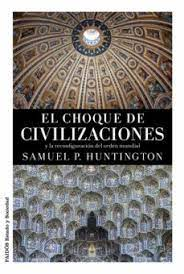 EL CHOQUE DE
CIVILIZACIONES
y la reconfiguración del orden mundial
SAMUEL P. HUNTINGTON
PAIDÓS Estado y Sociedad